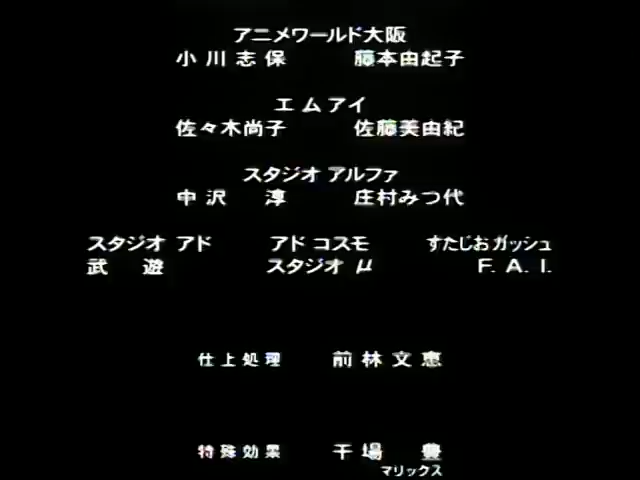 アニメワールド大阪
小川志保 藤本由起子
エムアイ
佐々木尚子 佐藤美由紀
スタジオ アルファ
中沢 淳 庄村みつ代
スタジオ アド アド コスモ すたじおガッシュ
武 遊 スタジオ μ F. A. I.
仕上処理 前林文恵
特殊効果 干場 豊
マリックス